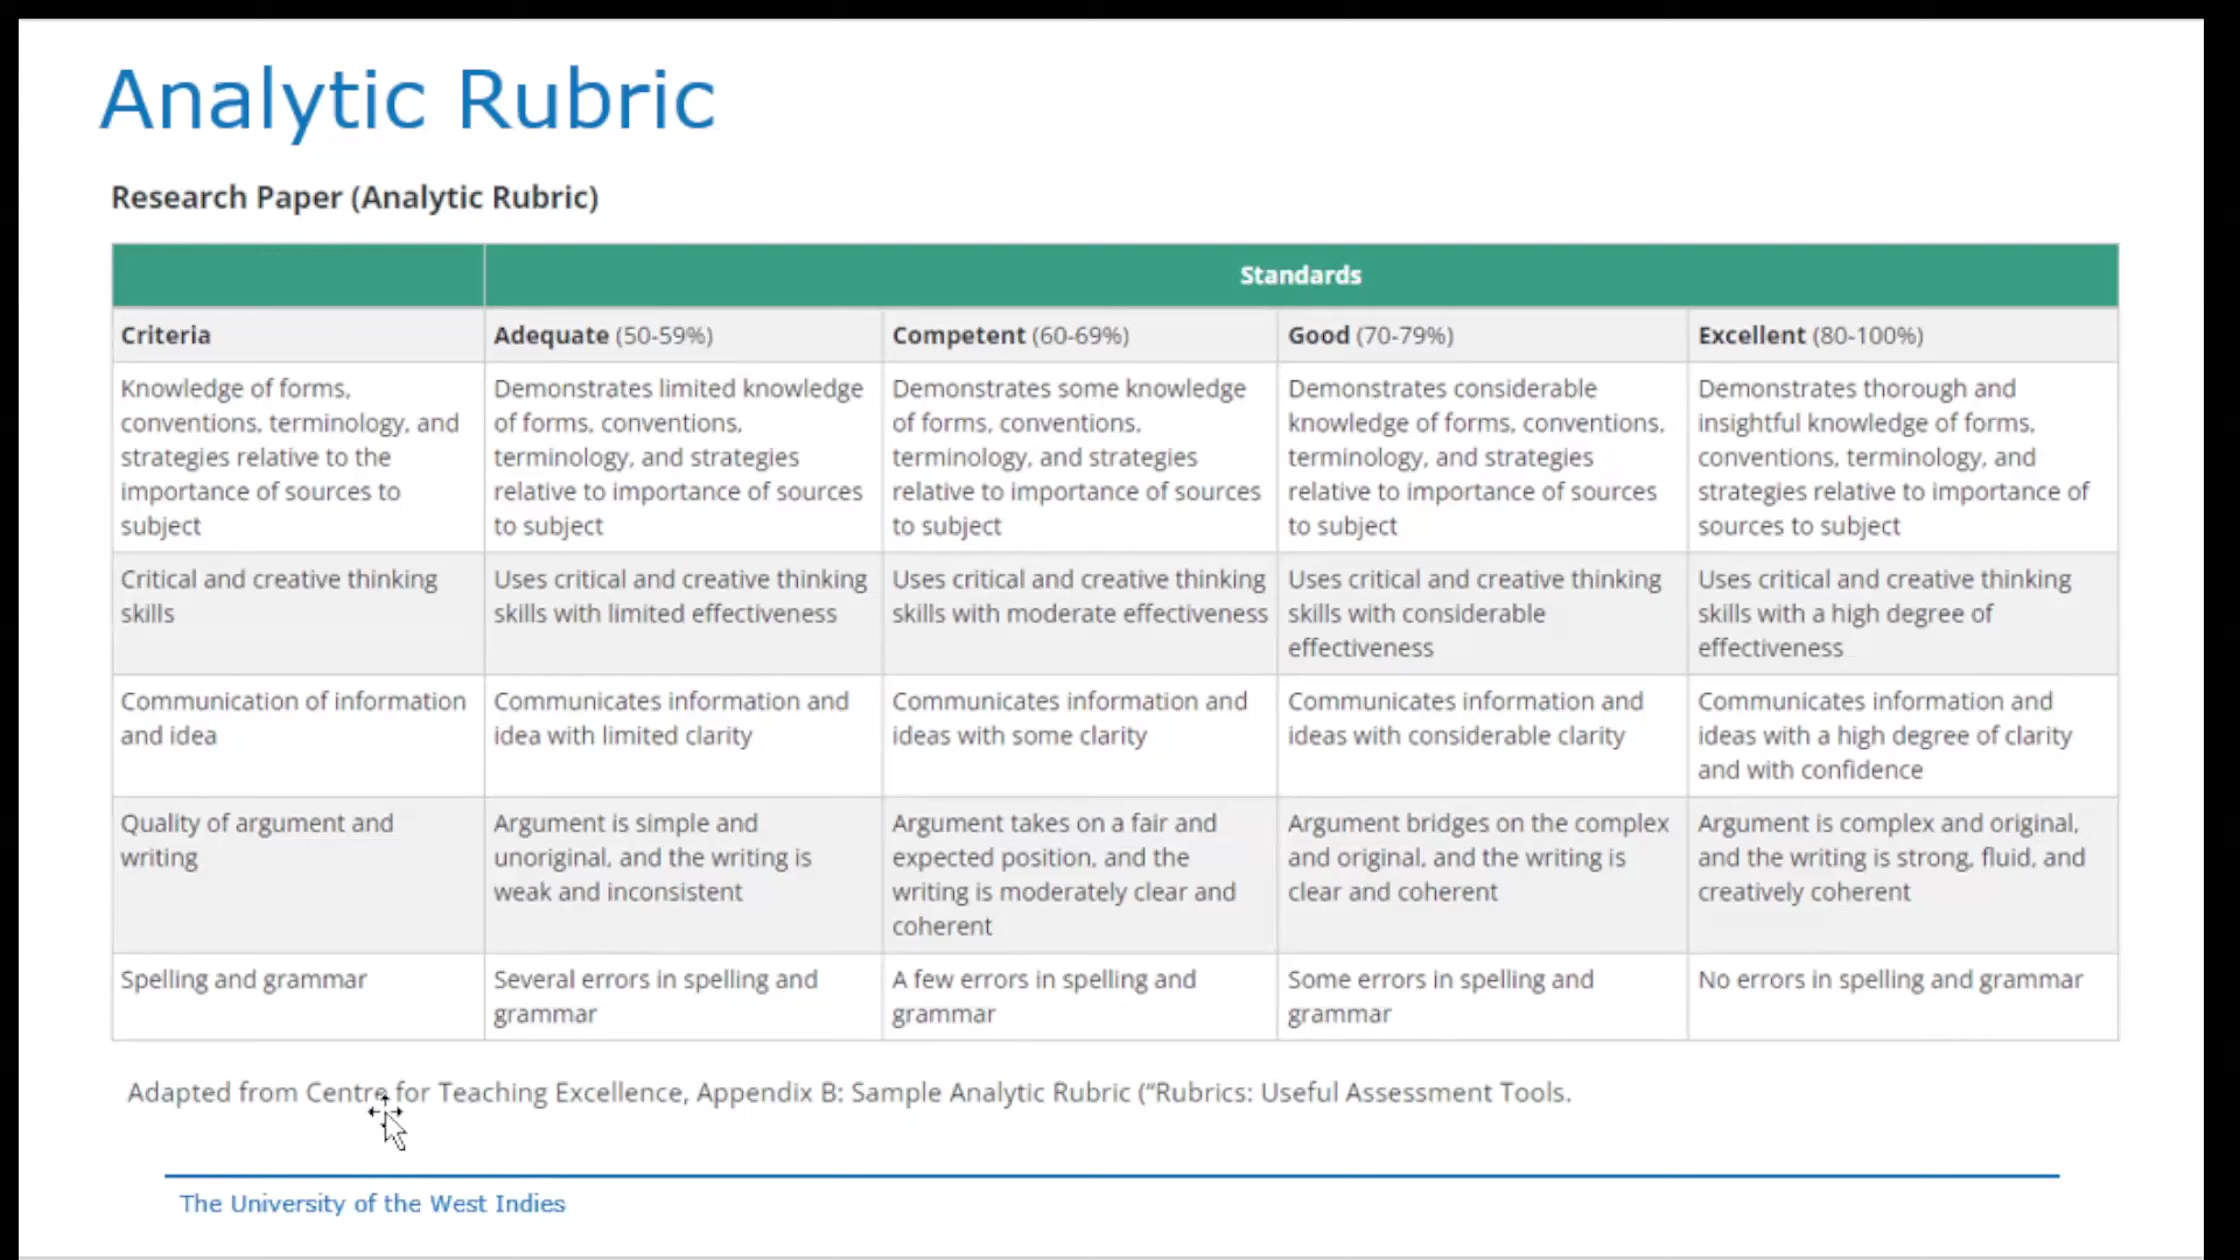 Analytic Rubric
Research Paper (Analytic Rubric)
Standards
Criteria
Adequate (50-59%)
Competent (60-69%)
Good (70-79%)
Excellent (80-100%)
Knowledge of forms,
conventions, terminology, and
strategies relative to the
importance of sources to
subject
Demonstrates limited knowledge
of forms, conventions,
terminology, and strategies
relative to importance of sources
to subject
Demonstrates some knowledge
of forms, conventions,
terminology, and strategies
relative to importance of sources
to subject
Demonstrates considerable
knowledge of forms, conventions,
terminology, and strategies
relative to importance of sources
to subject
Demonstrates thorough and
insightful knowledge of forms,
conventions, terminology, and
strategies relative to importance of
sources to subject
Critical and creative thinking
skills
Uses critical and creative thinking
skills with limited effectiveness
Uses critical and creative thinking
skills with moderate effectiveness
Uses critical and creative thinking
skills with considerable
effectiveness
Uses critical and creative thinking
skills with a high degree of
effectiveness
Communication of information
and idea
Communicates information and
idea with limited clarity
Communicates information and
ideas with some clarity
Communicates information and
ideas with considerable clarity
Communicates information and
ideas with a high degree of clarity
and with confidence
Quality of argument and
writing
Argument is simple and
unoriginal, and the writing is
weak and inconsistent
Argument takes on a fair and
expected position, and the
writing is moderately clear and
coherent
Argument bridges on the complex
and original, and the writing is
clear and coherent
Argument is complex and original,
and the writing is strong, fluid, and
creatively coherent
Spelling and grammar
Several errors in spelling and
grammar
A few errors in spelling and
grammar
Some errors in spelling and
grammar
No errors in spelling and grammar
Adapted from Centre for Teaching Excellence, Appendix B: Sample Analytic Rubric (“Rubrics: Useful Assessment Tools.
The University of the West Indies